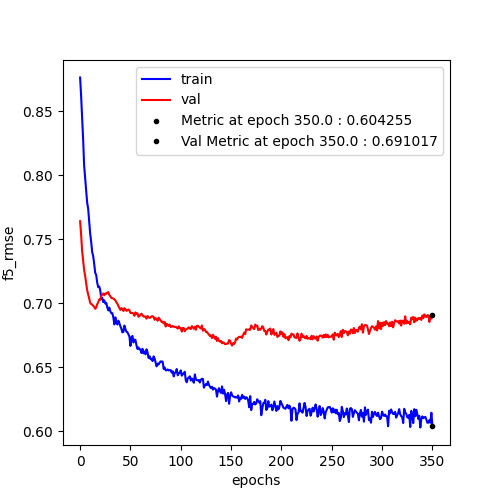 train
val
Metric at epoch 350.0 : 0.604255
Val Metric at epoch 350.0 : 0.691017
f5_rmse
0.85
0.80
0.75
0.70
0.65
0.60
0 50 100 150 200 250 300 350
epochs